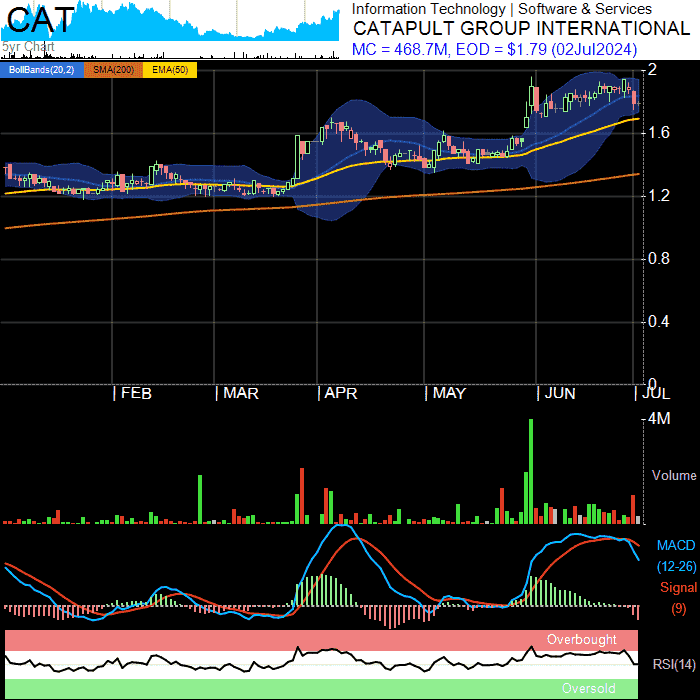 CAT
5yr Chart
Information Technology | Software & Services
CATAPULT GROUP INTERNATIONAL
MC = 468.7M, EOD = $1.79 (02Jul2024)
BollBands(20,2) SMA(200) EMA(50)
2
1.6
1.2
0.8
0.4
0
FEB MAR APR MAY JUN JUL
4M
Volume
MACD
(12-26)
Signal
(9)
Overbought
RSI(14)
Oversold